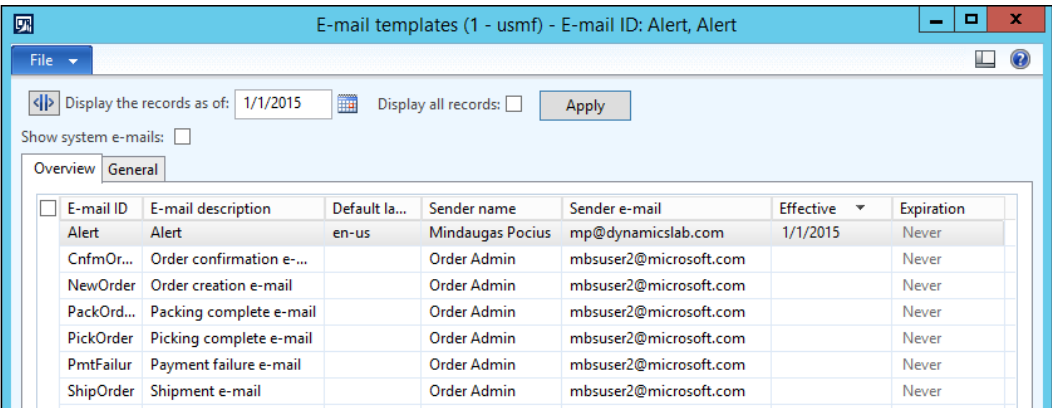 E-mail templates (1 - usmf) - E-mail ID: Alert, Alert
File
Display the records as of: 1/1/2015 Display all records: Apply
Show system e-mails:
Overview General
E-mail ID E-mail description Default la... Sender name Sender e-mail Effective Expiration
Alert Alert en-us Mindaugas Pocius mp@dynamicslab.com 1/1/2015 Never
CnfmOr... Order confirmation e-... Order Admin mbsuser2@microsoft.com Never
NewOrder Order creation e-mail Order Admin mbsuser2@microsoft.com Never
PackOrd... Packing complete e-mail Order Admin mbsuser2@microsoft.com Never
PickOrder Picking complete e-mail Order Admin mbsuser2@microsoft.com Never
PmtFailur Payment failure e-mail Order Admin mbsuser2@microsoft.com Never
ShipOrder Shipment e-mail Order Admin mbsuser2@microsoft.com Never